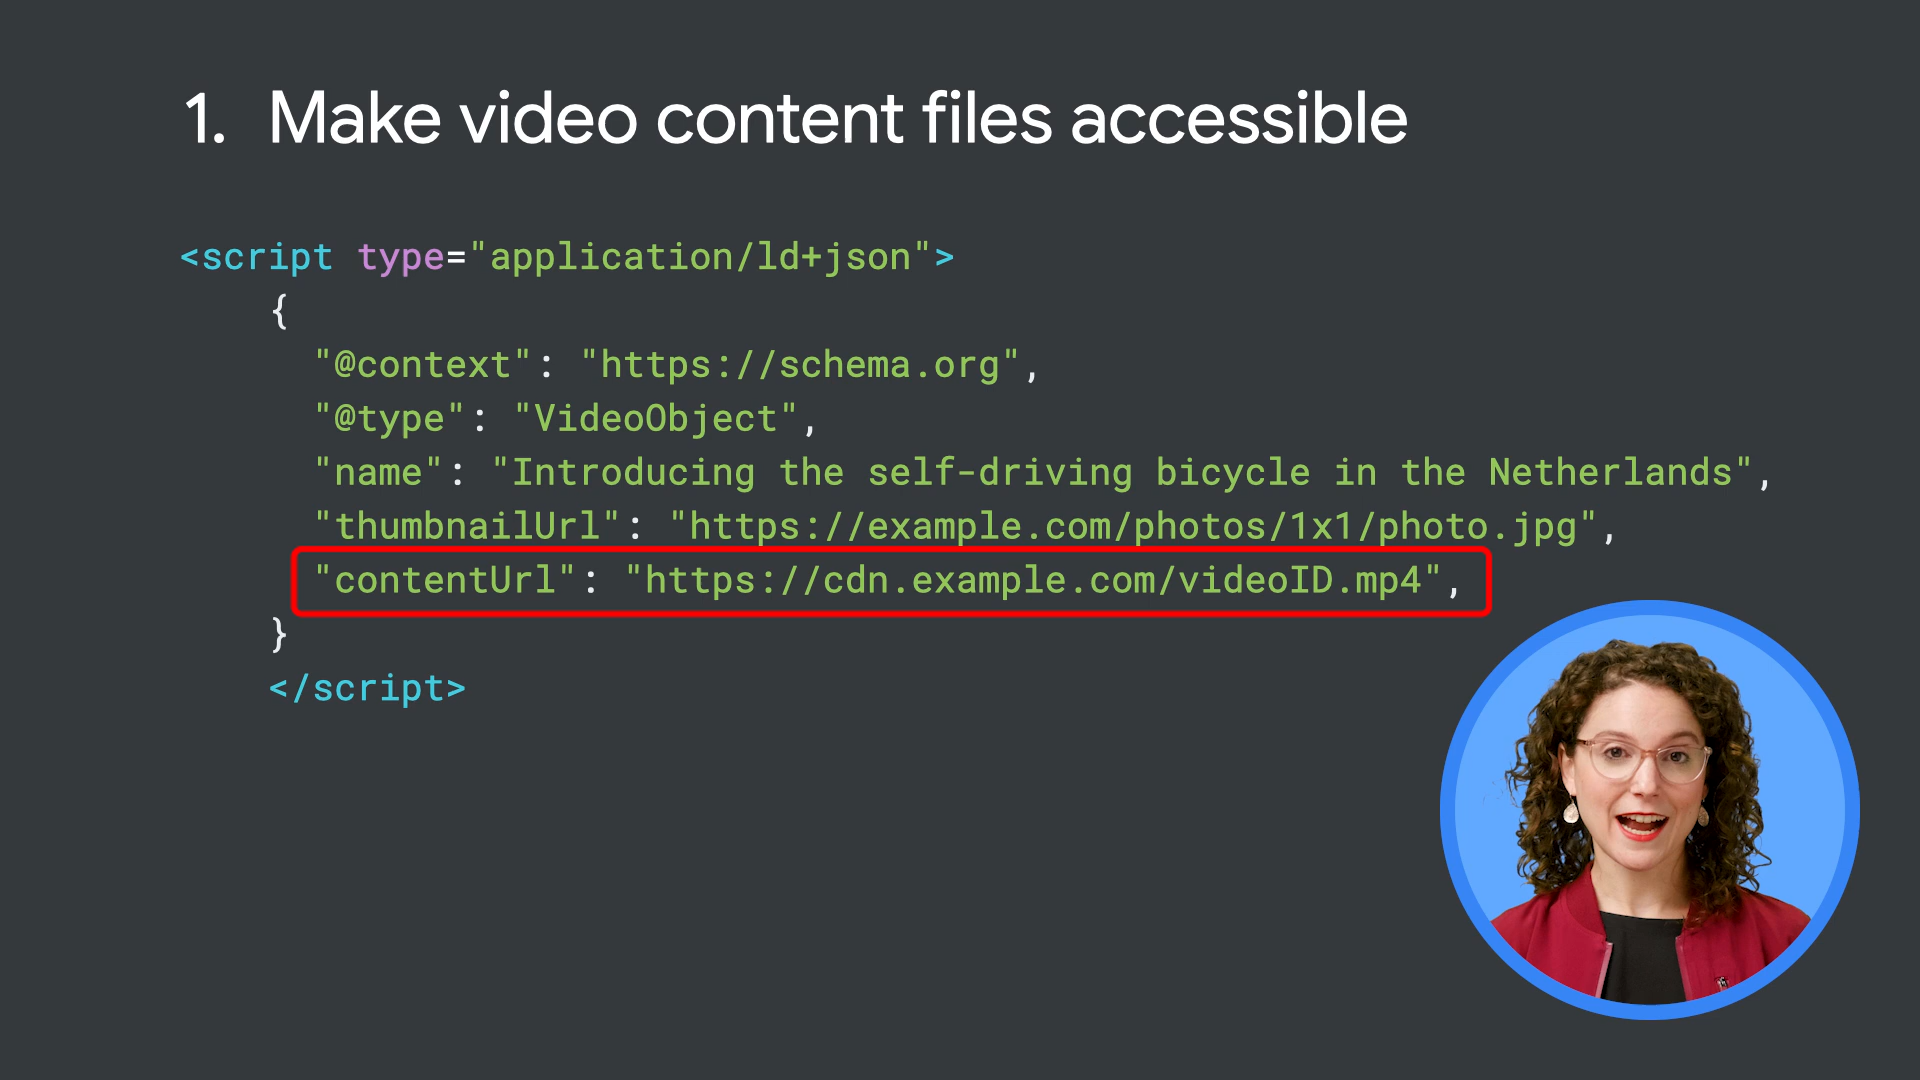 1. Make video content files accessible
<script type="application/ld+json">
{
"@context": "https://schema.org",
"@type": "VideoObject",
"name": "Introducing the self-driving bicycle in the Netherlands",
"thumbnailUrl": "https://example.com/photos/1x1/photo.jpg",
"contentUrl": "https://cdn.example.com/videoID.mp4",
}
</script>